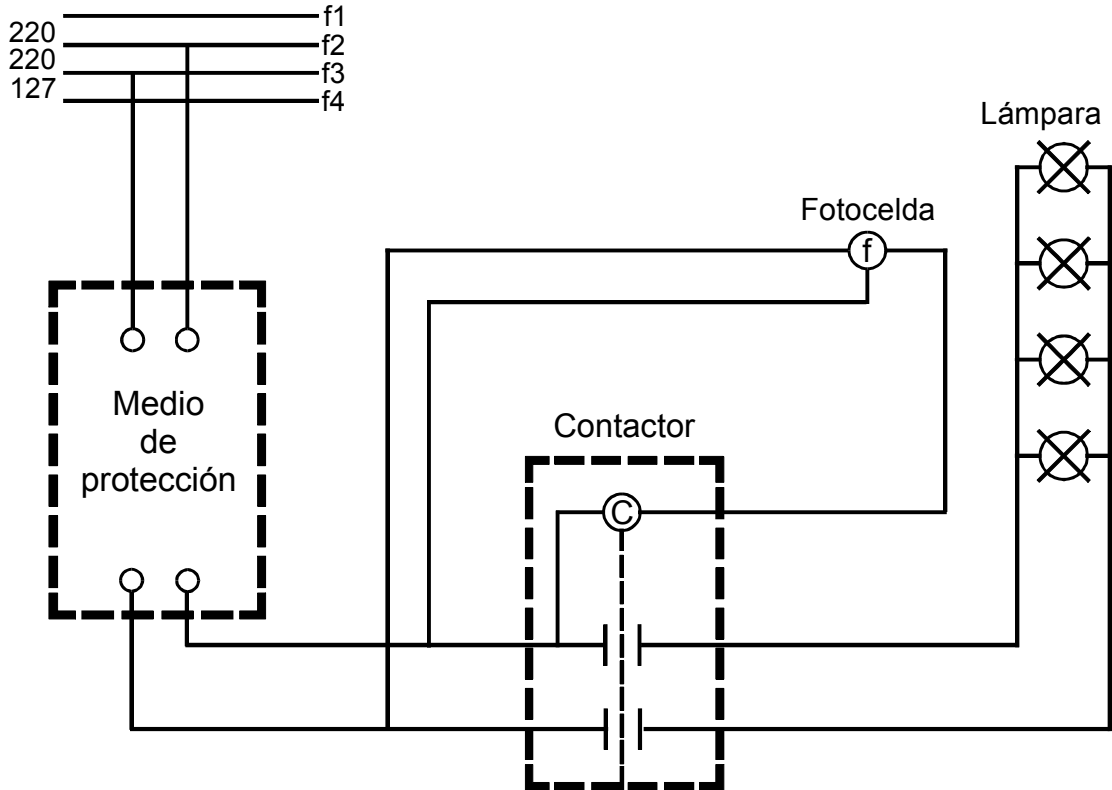 f1
220
f2
220
f3
127
f4
Lámpara
Fotocelda
f
Medio
de
protección
Contactor
C